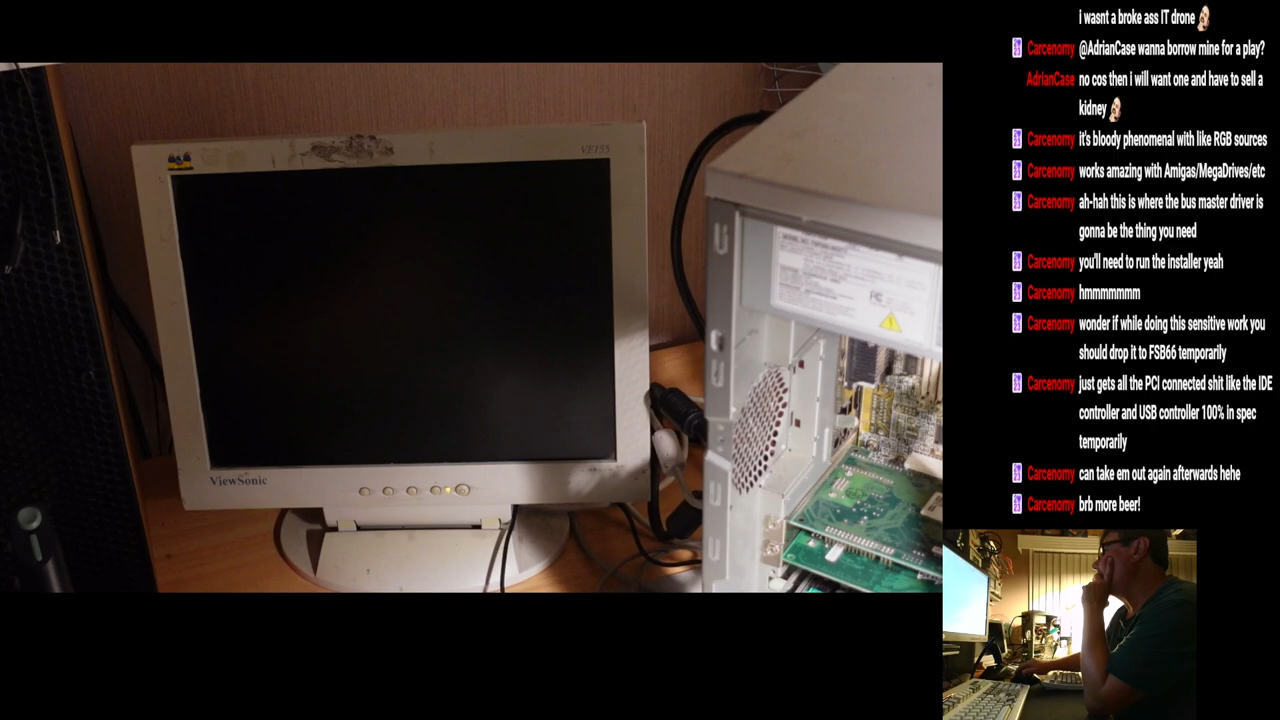 VE155
ViewSonic
i wasnt a broke ass IT drone
Carcenomy @AdrianCase wanna borrow mine for a play?
AdrianCase no cos then i will want one and have to sell a
kidney
Carcenomy it's bloody phenomenal with like RGB sources
Carcenomy works amazing with Amigas/MegaDrives/etc
Carcenomy ah-hah this is where the bus master driver is
gonna be the thing you need
Carcenomy you'll need to run the installer yeah
Carcenomy hmmmmmmm
Carcenomy wonder if while doing this sensitive work you
should drop it to FSB66 temporarily
Carcenomy just gets all the PCI connected shit like the IDE
controller and USB controller 100% in spec
temporarily
Carcenomy can take em out again afterwards hehe
Carcenomy brb more beer!